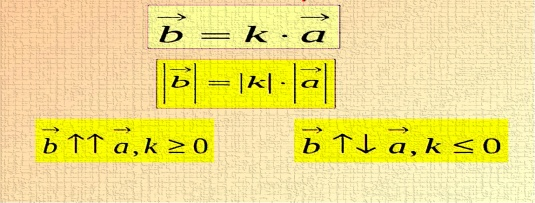 b⃗ = k · a⃗
|b⃗| = |k| · |a⃗|
b⃗ ↑↑ a⃗, k ≥ 0 b⃗ ↑↓ a⃗, k ≤ 0